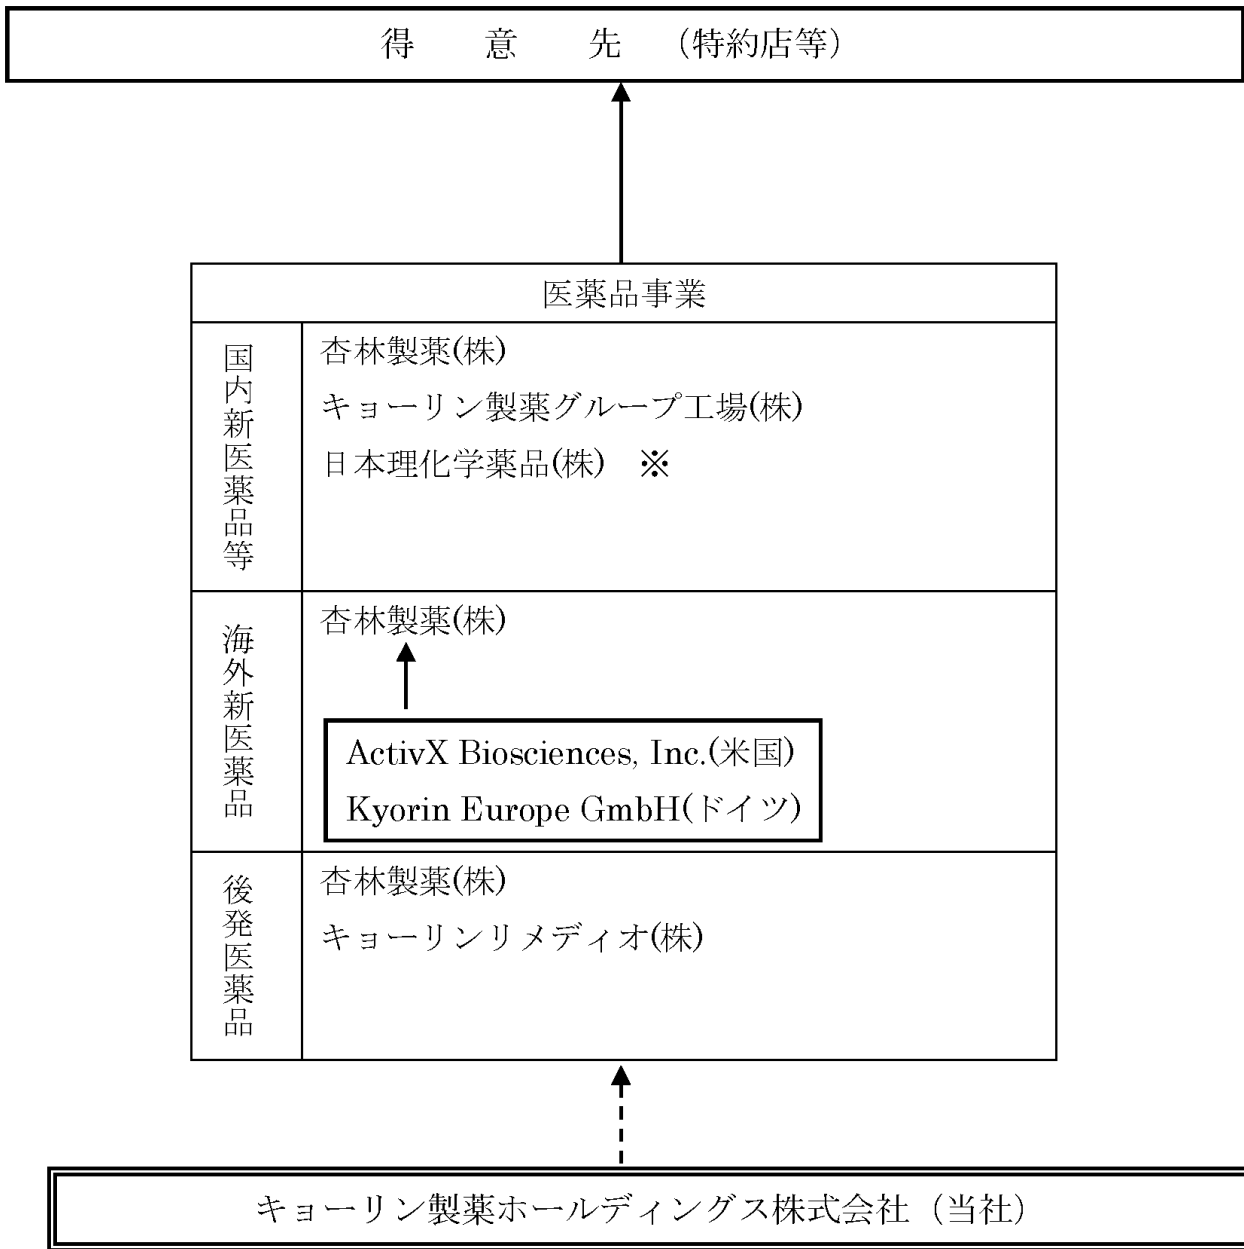 得 意 先 (特約店等)
医薬品事業
国内新医薬品等
杏林製薬(株)
キョーリン製薬グループ工場(株)
日本理化学薬品(株) ※
海外新医薬品
杏林製薬(株)
ActivX Biosciences, Inc.(米国)
Kyorin Europe GmbH(ドイツ)
後発医薬品
杏林製薬(株)
キョーリンリメディオ(株)
キョーリン製薬ホールディングス株式会社 (当社)